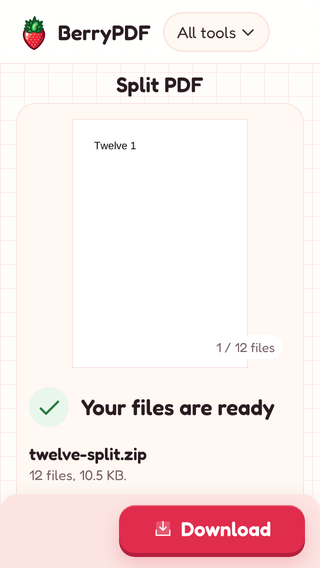 BerryPDF
All tools
Split PDF
Twelve 1
1 / 12 files
Your files are ready
twelve-split.zip
12 files, 10.5 KB.
Download